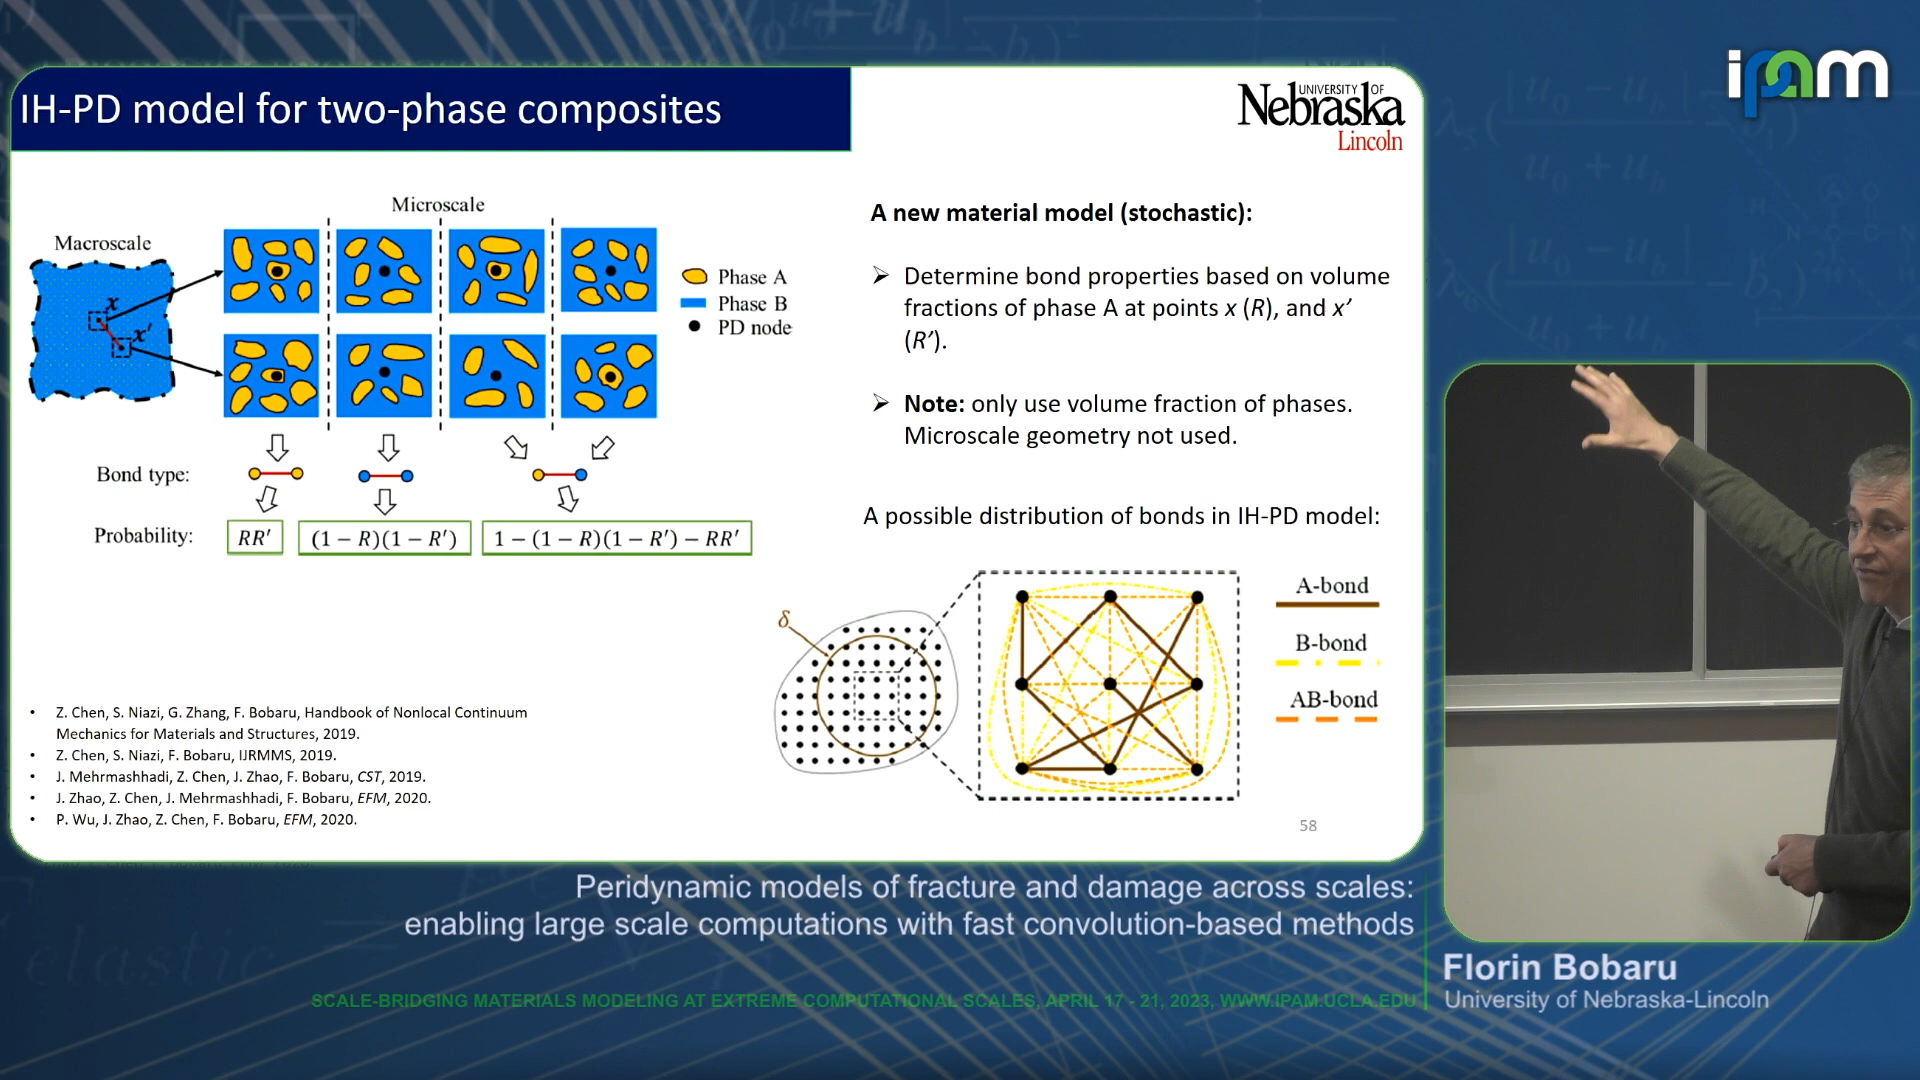 ipam
IH-PD model for two-phase composites
UNIVERSITY OF
Nebraska
Lincoln
Microscale
Macroscale
x
x′
Phase A
Phase B
PD node
Bond type:
Probability:
RR′
(1 − R)(1 − R′)
1 − (1 − R)(1 − R′) − RR′
A new material model (stochastic):
➢ Determine bond properties based on volume
fractions of phase A at points x (R), and x′
(R′).
➢ Note: only use volume fraction of phases.
Microscale geometry not used.
A possible distribution of bonds in IH-PD model:
δ
A-bond
B-bond
AB-bond
• Z. Chen, S. Niazi, G. Zhang, F. Bobaru, Handbook of Nonlocal Continuum
Mechanics for Materials and Structures, 2019.
• Z. Chen, S. Niazi, F. Bobaru, IJRMMS, 2019.
• J. Mehrmashhadi, Z. Chen, J. Zhao, F. Bobaru, CST, 2019.
• J. Zhao, Z. Chen, J. Mehrmashhadi, F. Bobaru, EFM, 2020.
• P. Wu, J. Zhao, Z. Chen, F. Bobaru, EFM, 2020.
58
Peridynamic models of fracture and damage across scales:
enabling large scale computations with fast convolution-based methods
SCALE-BRIDGING MATERIALS MODELING AT EXTREME COMPUTATIONAL SCALES, APRIL 17 - 21, 2023, WWW.IPAM.UCLA.EDU
Florin Bobaru
University of Nebraska-Lincoln
elastic